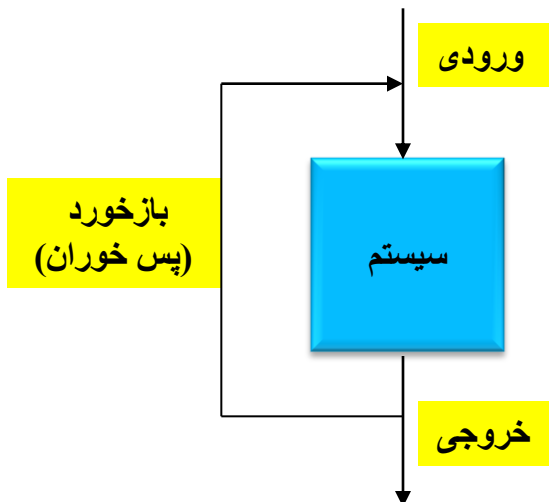 ورودی
بازخورد
(پس خوران)
سیستم
خروجی